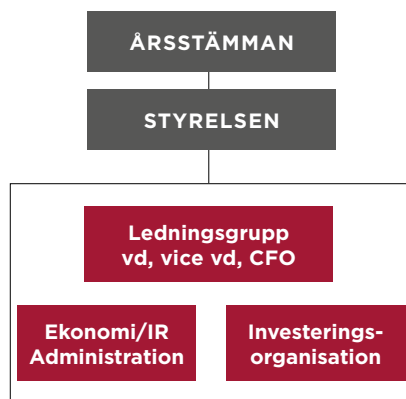 ÅRSSTÄMMAN
STYRELSEN
Ledningsgrupp
vd, vice vd, CFO
Ekonomi/IR
Administration
Investerings-
organisation